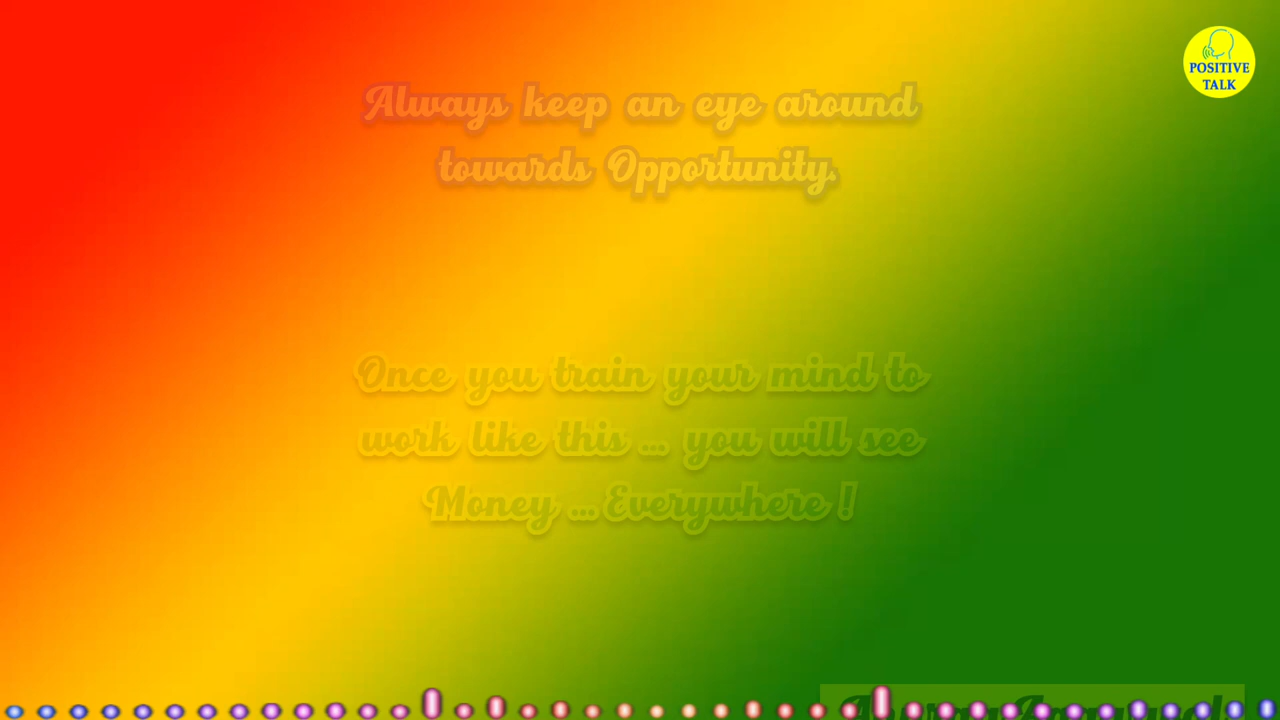 POSITIVE
TALK
Always keep an eye around
towards Opportunity.
Once you train your mind to
work like this ... you will see
Money ... Everywhere !